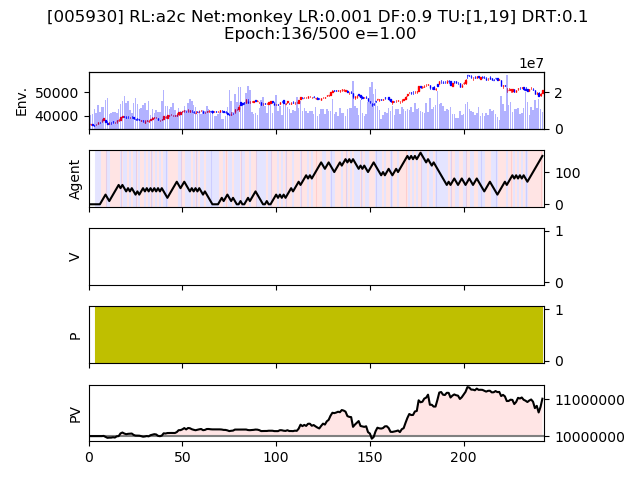 [005930] RL:a2c Net:monkey LR:0.001 DF:0.9 TU:[1,19] DRT:0.1
Epoch:136/500 e=1.00
1e7
Env.
50000
40000
2
0
Agent
100
0
V
1
0
P
1
0
PV
11000000
10000000
0 50 100 150 200